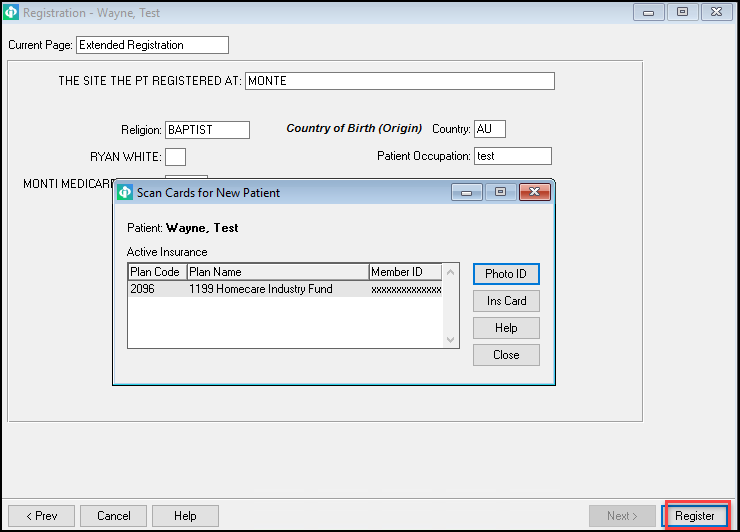 Registration - Wayne, Test
Current Page: Extended Registration
THE SITE THE PT REGISTERED AT: MONTE
Religion: BAPTIST Country of Birth (Origin) Country: AU
RYAN WHITE: Patient Occupation: test
MONTI MEDICARE
Scan Cards for New Patient
Patient: Wayne, Test
Active Insurance
Plan Code Plan Name Member ID
2096 1199 Homecare Industry Fund xxxxxxxxxxxxxx
Photo ID
Ins Card
Help
Close
< Prev Cancel Help Next > Register